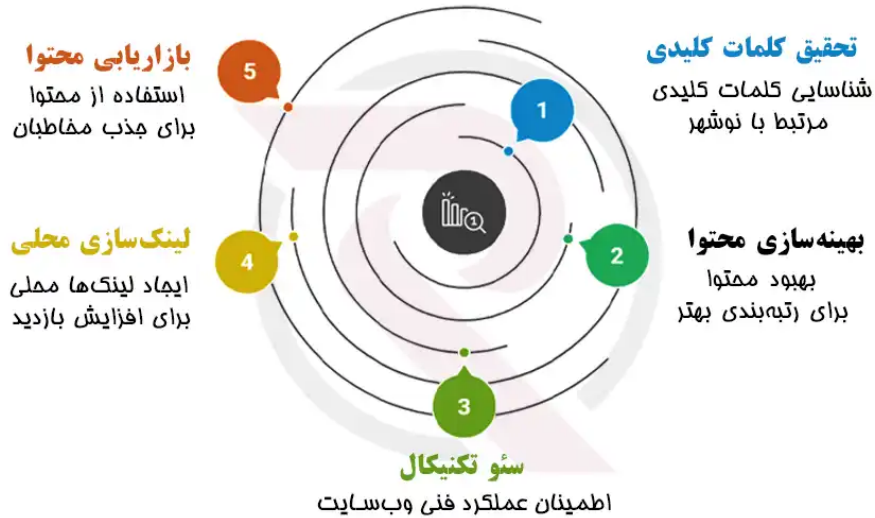 1
تحقیق کلمات کلیدی
شناسایی کلمات کلیدی
مرتبط با نوشهر
2
بهینه‌سازی محتوا
بهبود محتوا
برای رتبه‌بندی بهتر
3
سئو تکنیکال
اطمینان عملکرد فنی وب‌سایت
4
لینک‌سازی محلی
ایجاد لینک‌ها محلی
برای افزایش بازدید
5
بازاریابی محتوا
استفاده از محتوا
برای جذب مخاطبان
1